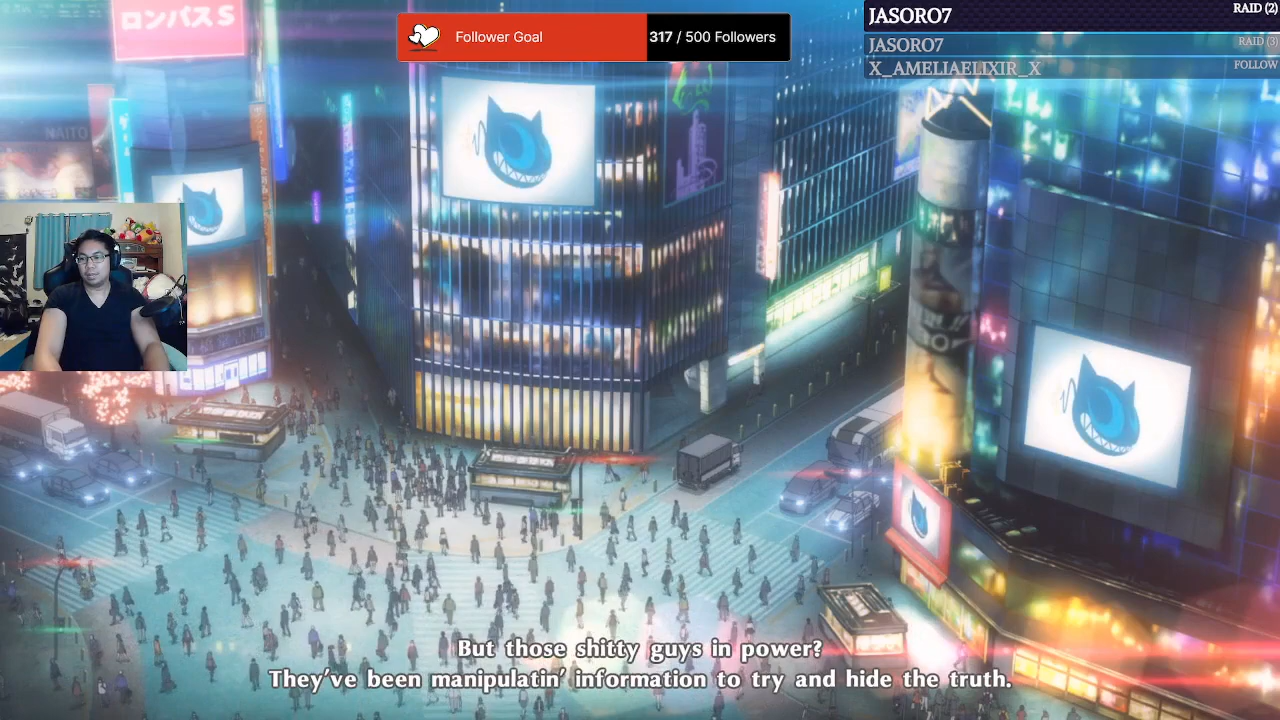 ロンパスS
Follower Goal
317 / 500 Followers
JASORO7
RAID (2)
JASORO7
RAID (3)
X_AMELIAELIXIR_X
FOLLOW
NAITO
But those shitty guys in power?
They've been manipulatin' information to try and hide the truth.